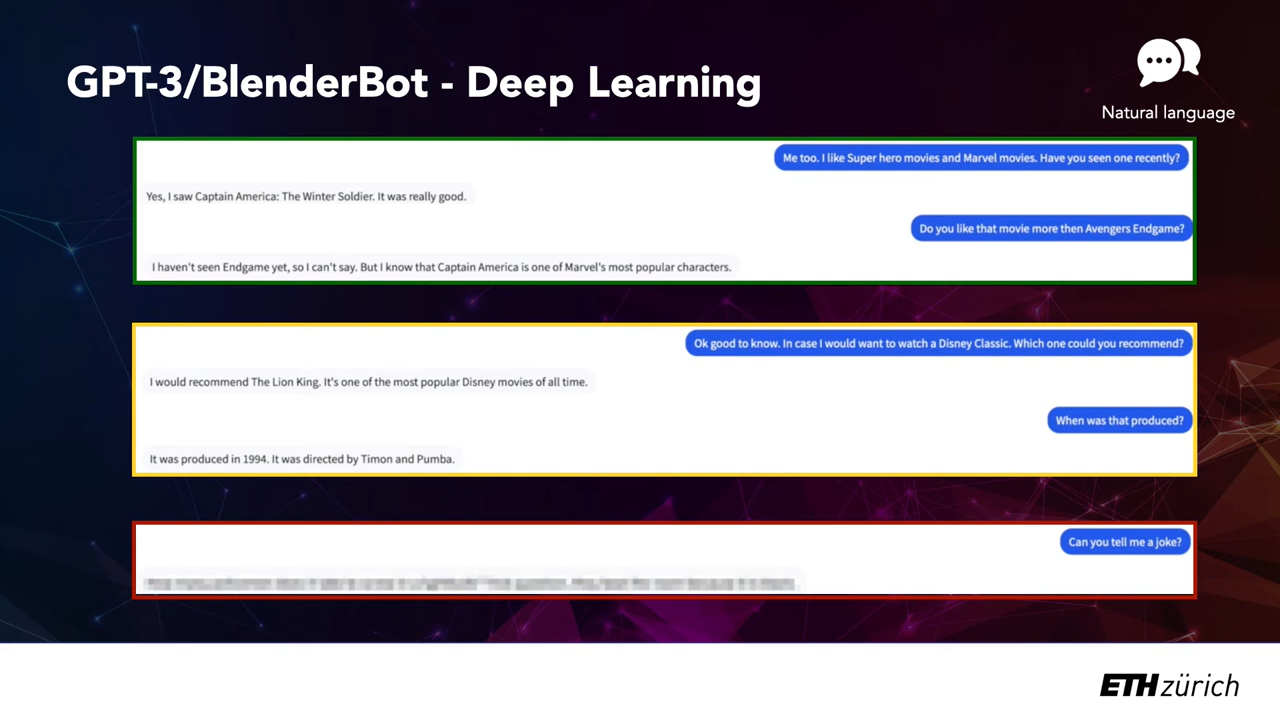 GPT-3/BlenderBot - Deep Learning
Natural language
Me too. I like Super hero movies and Marvel movies. Have you seen one recently?
Yes, I saw Captain America: The Winter Soldier. It was really good.
Do you like that movie more then Avengers Endgame?
I haven't seen Endgame yet, so I can't say. But I know that Captain America is one of Marvel's most popular characters.
Ok good to know. In case I would want to watch a Disney Classic. Which one could you recommend?
I would recommend The Lion King. It's one of the most popular Disney movies of all time.
When was that produced?
It was produced in 1994. It was directed by Timon and Pumba.
Can you tell me a joke?
ETH zürich